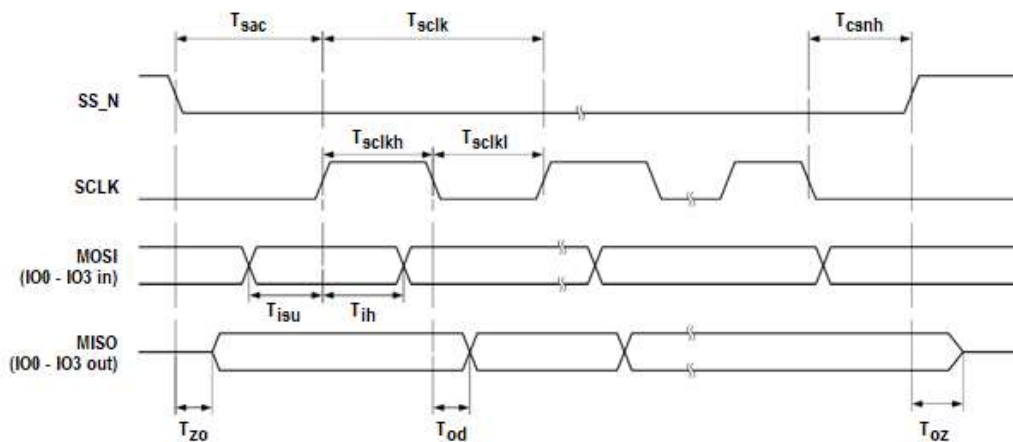 Tsac
Tsclk
Tcsnh
SS_N
Tsclkh
Tsclkl
SCLK
MOSI
(IO0 - IO3 in)
Tisu
Tih
MISO
(IO0 - IO3 out)
Tzo
Tod
Toz